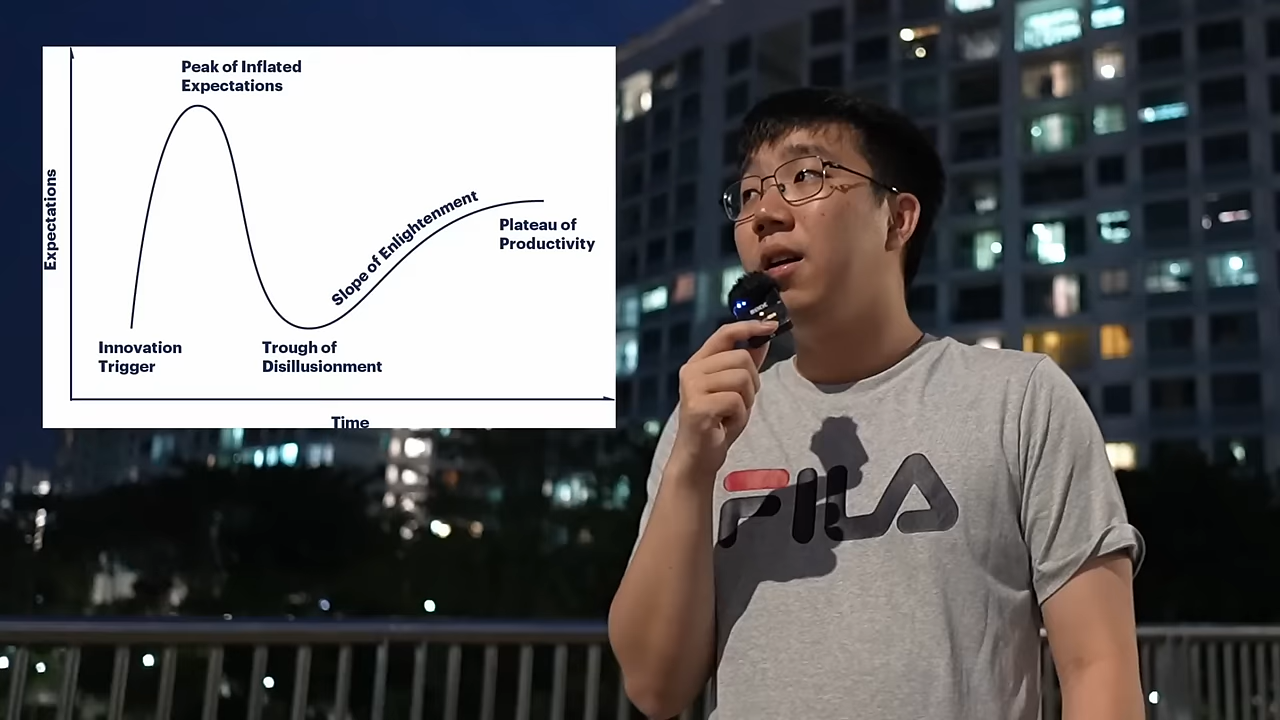 Peak of Inflated
Expectations
Expectations
Slope of Enlightenment
Plateau of
Productivity
Innovation
Trigger
Trough of
Disillusionment
Time
FILA